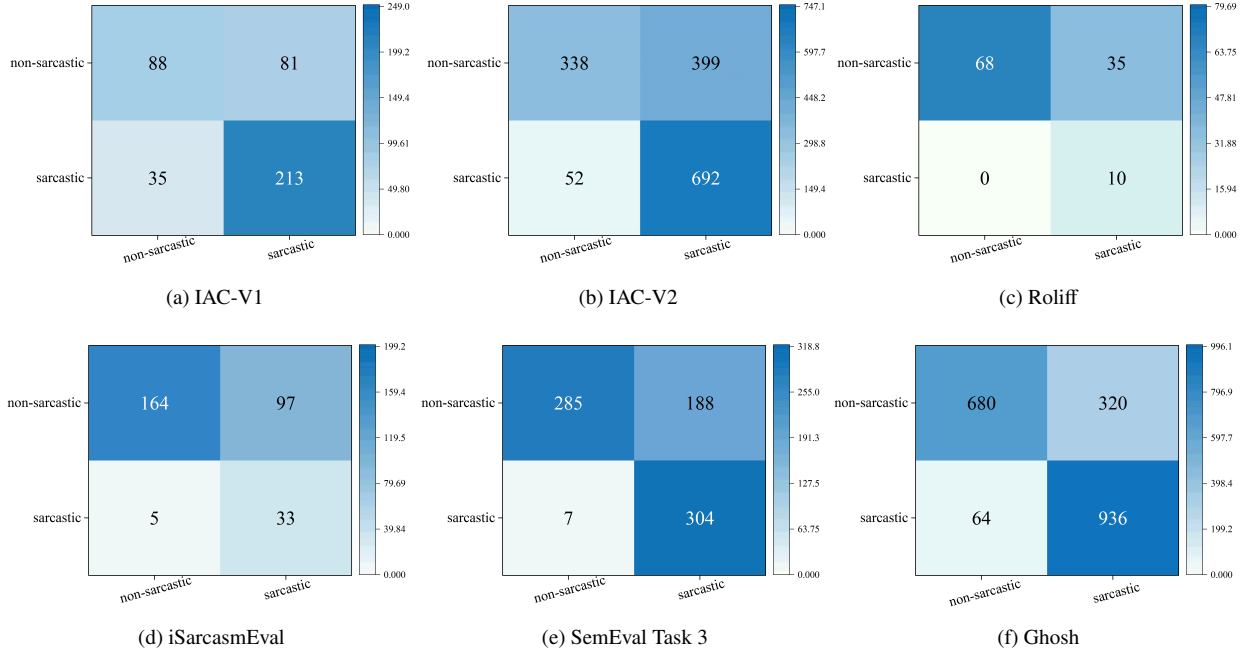 non-sarcastic 88 81
sarcastic 35 213
non-sarcastic sarcastic
249.0
199.2
149.4
99.61
49.80
0.000
(a) IAC-V1
non-sarcastic 338 399
sarcastic 52 692
non-sarcastic sarcastic
747.1
597.7
448.2
298.8
149.4
0.000
(b) IAC-V2
non-sarcastic 68 35
sarcastic 0 10
non-sarcastic sarcastic
79.69
63.75
47.81
31.88
15.94
0.000
(c) Roliff
non-sarcastic 164 97
sarcastic 5 33
non-sarcastic sarcastic
199.2
159.4
119.5
79.69
39.84
0.000
(d) iSarcasmEval
non-sarcastic 285 188
sarcastic 7 304
non-sarcastic sarcastic
318.8
255.0
191.3
127.5
63.75
0.000
(e) SemEval Task 3
non-sarcastic 680 320
sarcastic 64 936
non-sarcastic sarcastic
996.1
796.9
597.7
398.4
199.2
0.000
(f) Ghosh